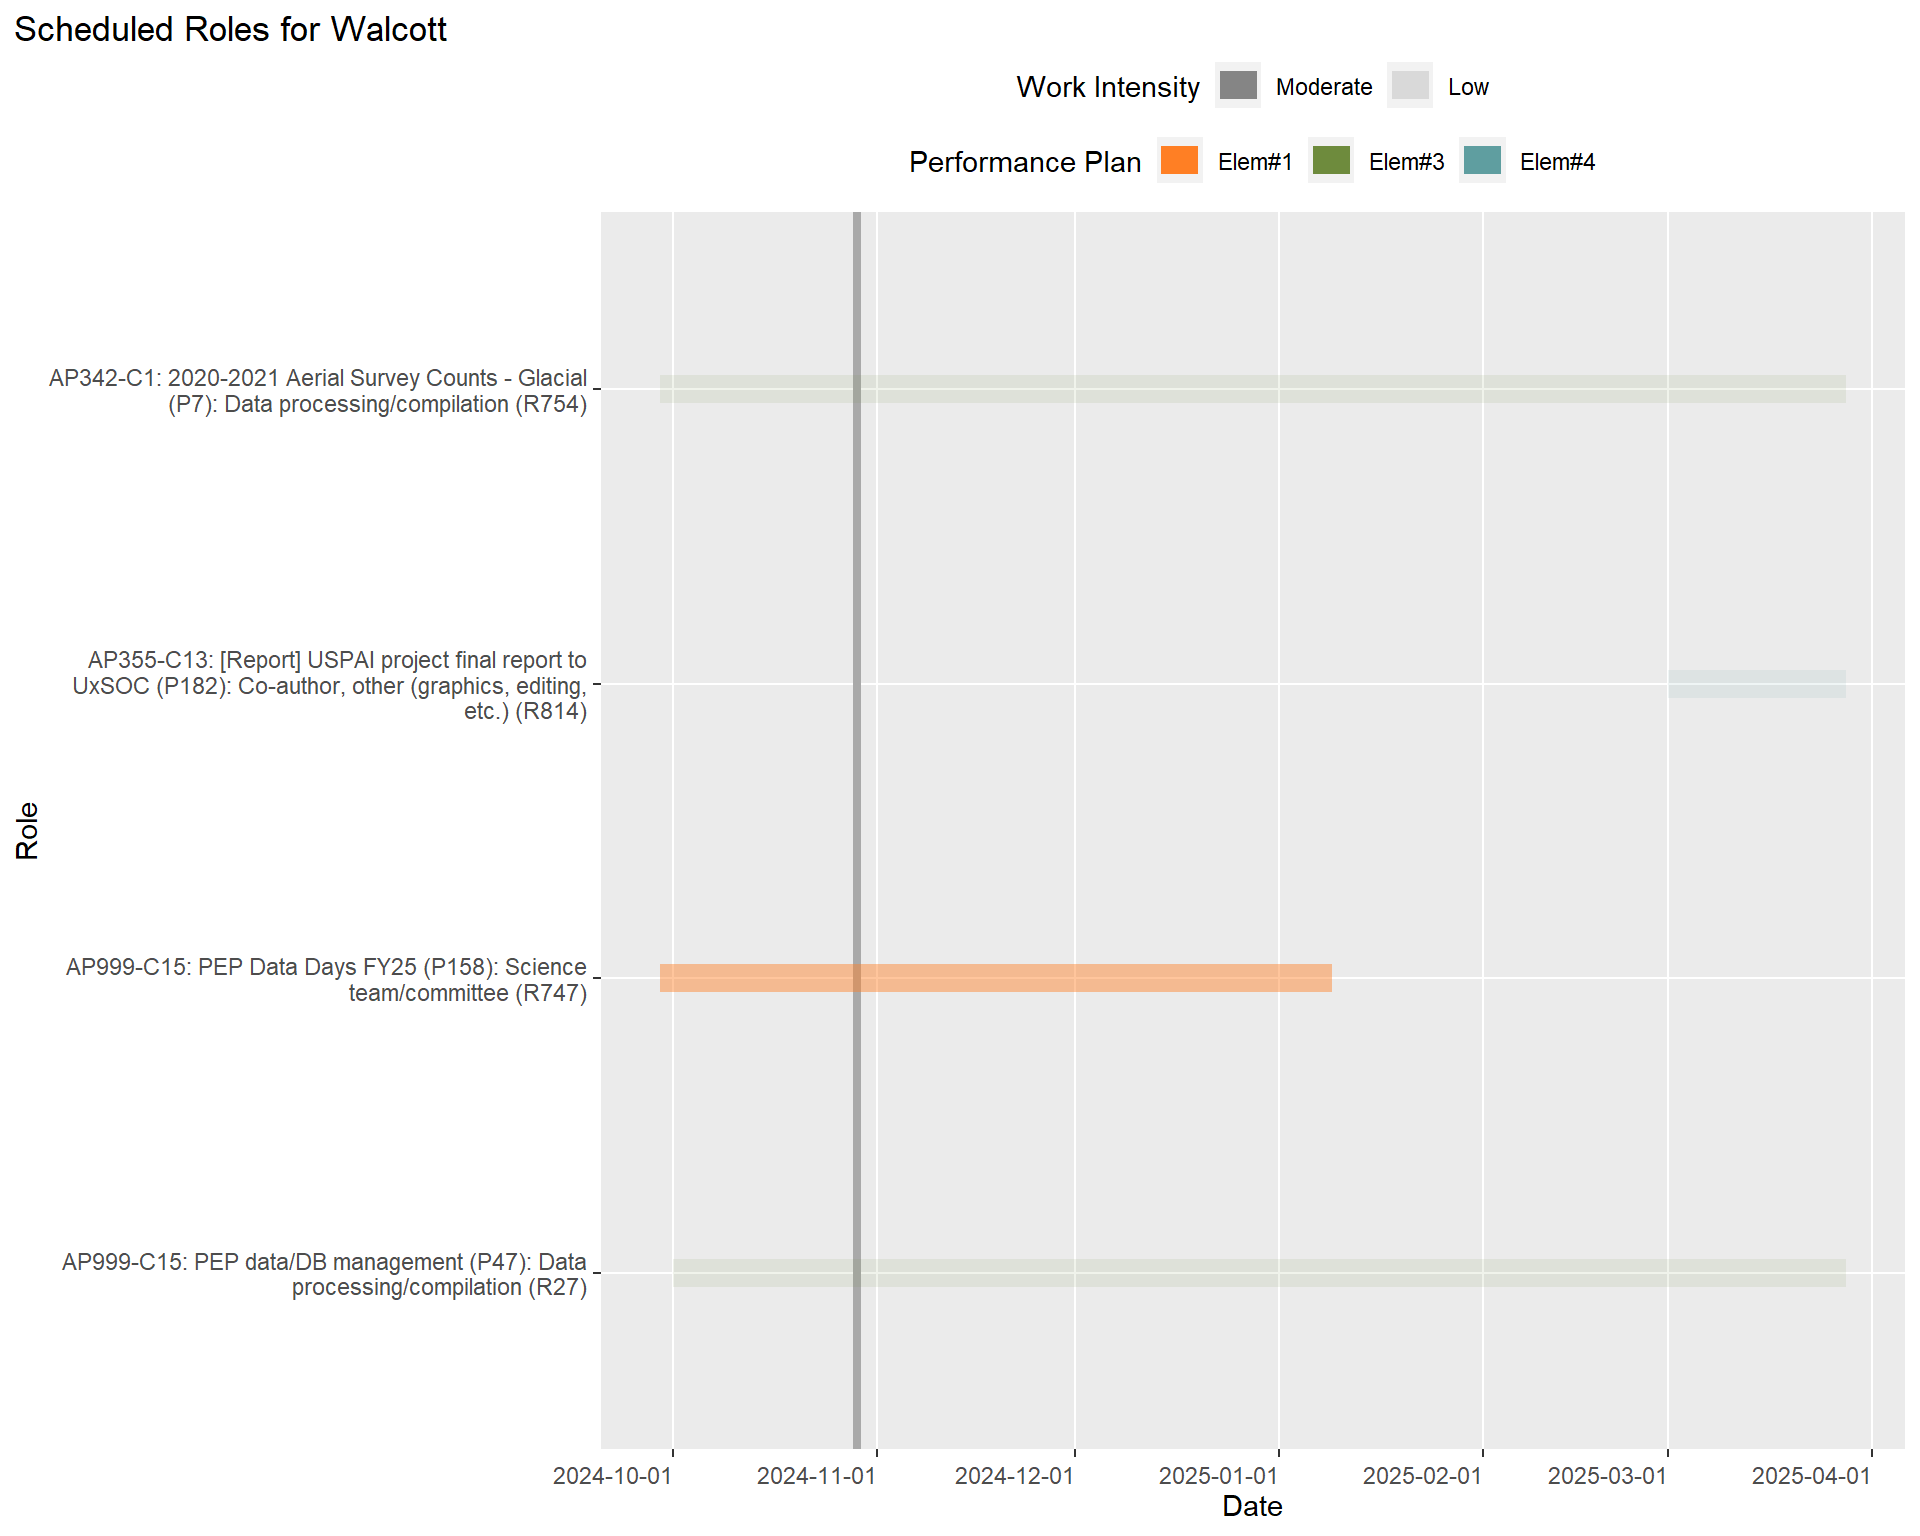 Scheduled Roles for Walcott
Work Intensity Moderate Low
Performance Plan Elem#1 Elem#3 Elem#4
AP342-C1: 2020-2021 Aerial Survey Counts - Glacial
(P7): Data processing/compilation (R754)
AP355-C13: [Report] USPAI project final report to
UxSOC (P182): Co-author, other (graphics, editing,
etc.) (R814)
Role
AP999-C15: PEP Data Days FY25 (P158): Science
team/committee (R747)
AP999-C15: PEP data/DB management (P47): Data
processing/compilation (R27)
2024-10-01 2024-11-01 2024-12-01 2025-01-01 2025-02-01 2025-03-01 2025-04-01
Date